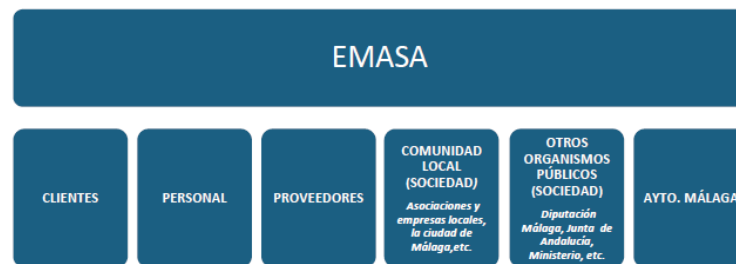 EMASA
CLIENTES
PERSONAL
PROVEEDORES
COMUNIDAD
LOCAL
(SOCIEDAD)
Asociaciones y
empresas locales,
la ciudad de
Málaga,etc.
OTROS
ORGANISMOS
PÚBLICOS
(SOCIEDAD)
Diputación
Málaga, Junta de
Andalucía,
Ministerio, etc.
AYTO. MÁLAGA